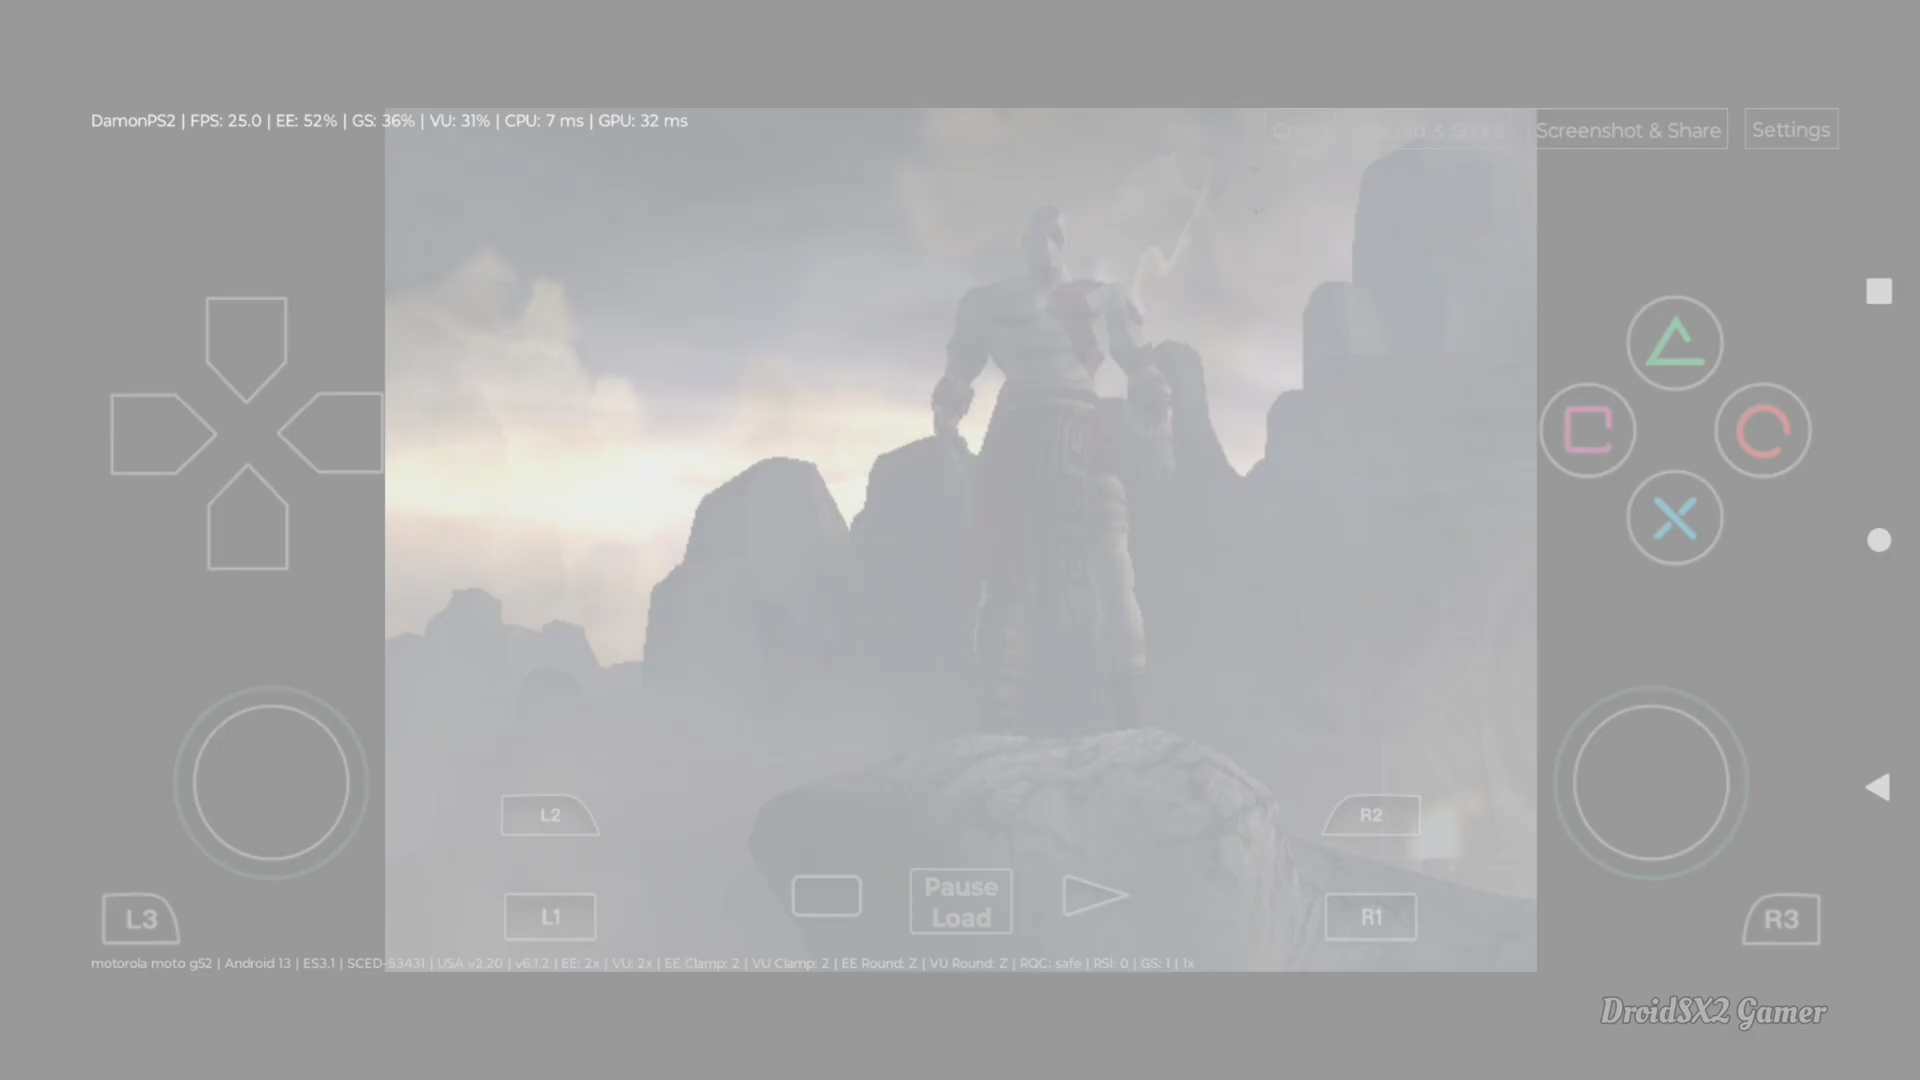 DamonPS2 | FPS: 25.0 | EE: 52% | GS: 36% | VU: 31% | CPU: 7 ms | GPU: 32 ms
& Share
Screenshot & Share
Settings
L2
R2
Pause
Load
L1
R1
L3
R3
motorola moto g52 | Android 13 | ES3.1 | SCED-53431 | USA v2.20 | v6.1.2 | EE: 2x | VU: 2x | EE Clamp: 2 | VU Clamp: 2 | EE Round: Z | VU Round: Z | RQC: safe | RSI: 0 | GS: 1 | 1x
DroidSX2 Gamer